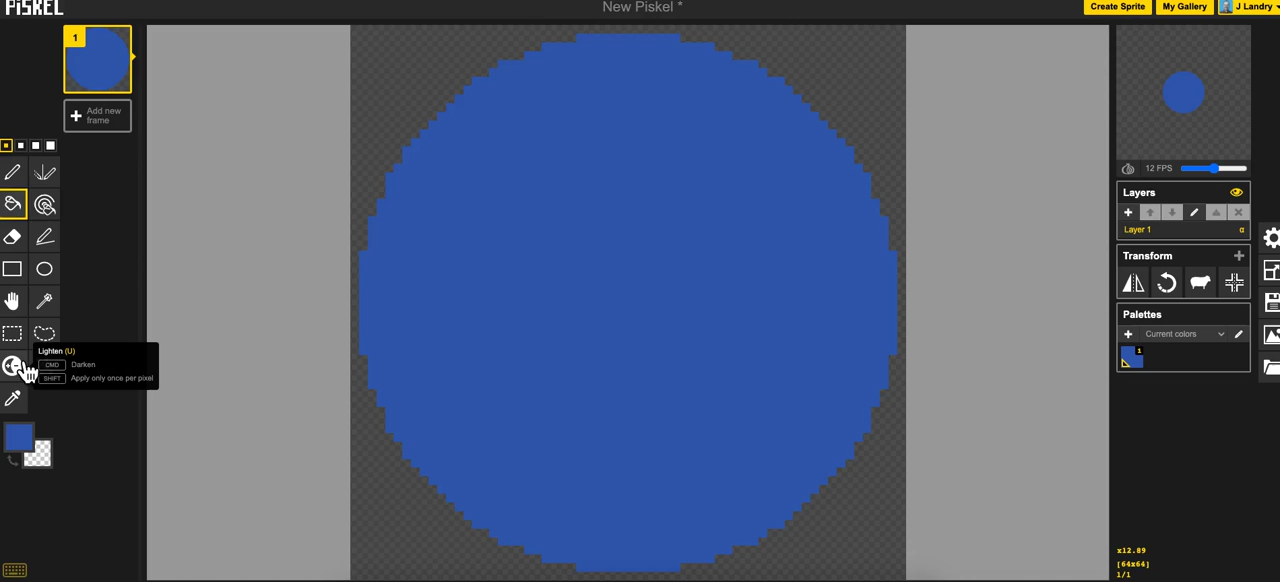 PiSKEL
New Piskel *
Create Sprite
My Gallery
J Landry
1
Add new
frame
12 FPS
Layers
Layer 1
α
Transform
Palettes
Current colors
1
Lighten (U)
CMD Darken
SHIFT Apply only once per pixel
x12.89
[64x64]
1/1